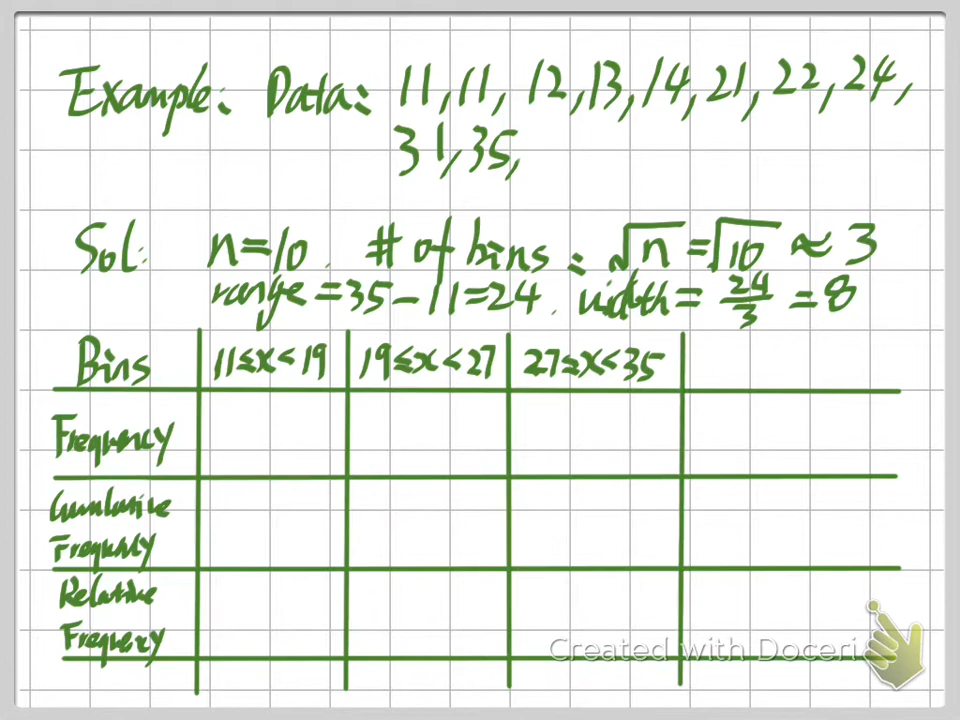 Example: Data: 11, 11, 12, 13, 14, 21, 22, 24,
31, 35,
Sol: n=10. # of bins: √n = √10 ≈ 3
range = 35 - 11 = 24. width = 24/3 = 8
Bins 11≤x<19 19≤x<27 27≥x<35
Frequency
Cumulative
Frequency
Relative
Frequency
Created with Doceri